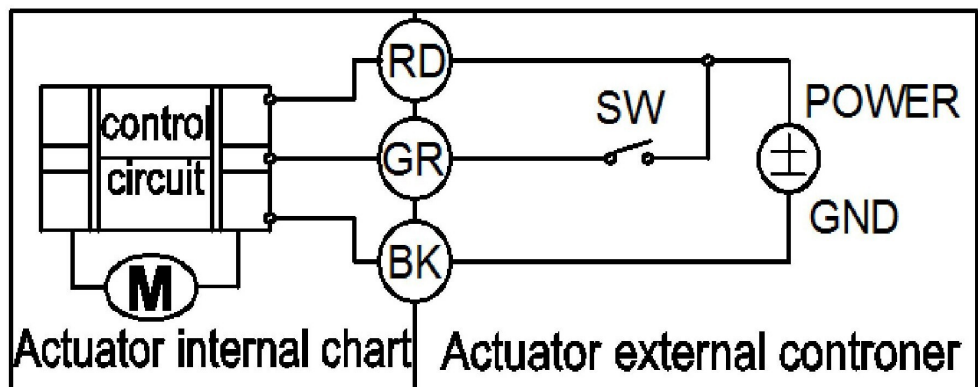 RD
SW
POWER
control
circuit
GR
GND
BK
M
Actuator internal chart
Actuator external controner